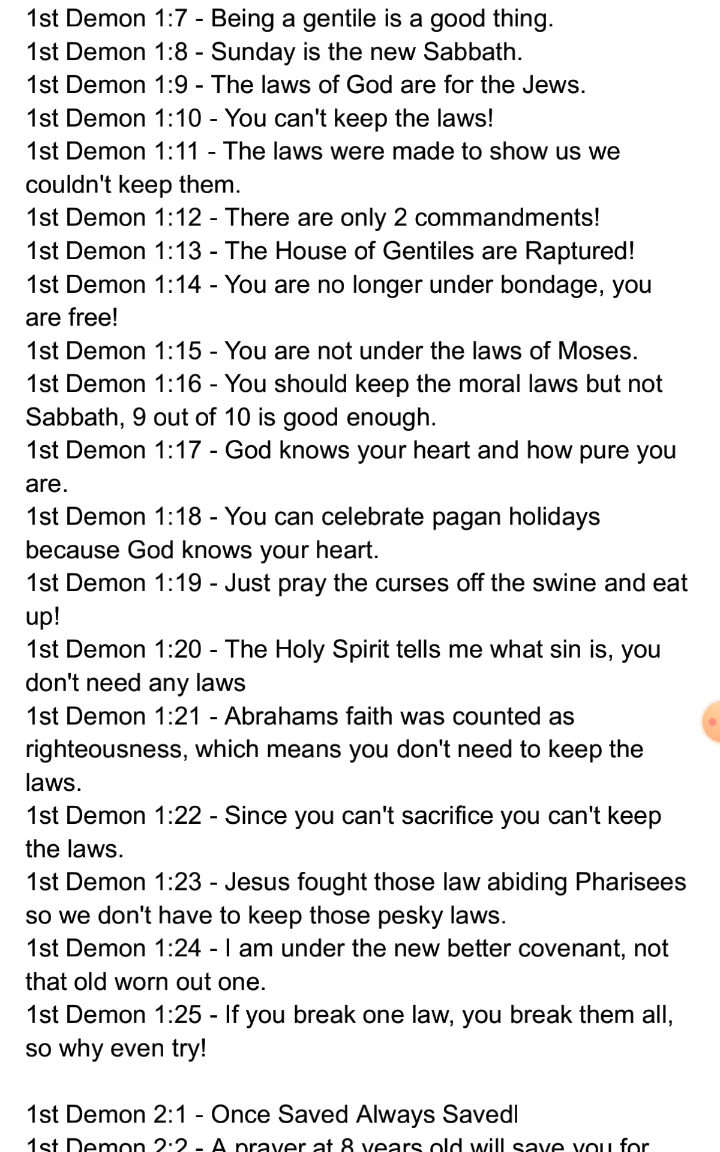 1st Demon 1:7 - Being a gentile is a good thing.
1st Demon 1:8 - Sunday is the new Sabbath.
1st Demon 1:9 - The laws of God are for the Jews.
1st Demon 1:10 - You can't keep the laws!
1st Demon 1:11 - The laws were made to show us we
couldn't keep them.
1st Demon 1:12 - There are only 2 commandments!
1st Demon 1:13 - The House of Gentiles are Raptured!
1st Demon 1:14 - You are no longer under bondage, you
are free!
1st Demon 1:15 - You are not under the laws of Moses.
1st Demon 1:16 - You should keep the moral laws but not
Sabbath, 9 out of 10 is good enough.
1st Demon 1:17 - God knows your heart and how pure you
are.
1st Demon 1:18 - You can celebrate pagan holidays
because God knows your heart.
1st Demon 1:19 - Just pray the curses off the swine and eat
up!
1st Demon 1:20 - The Holy Spirit tells me what sin is, you
don't need any laws
1st Demon 1:21 - Abrahams faith was counted as
righteousness, which means you don't need to keep the
laws.
1st Demon 1:22 - Since you can't sacrifice you can't keep
the laws.
1st Demon 1:23 - Jesus fought those law abiding Pharisees
so we don't have to keep those pesky laws.
1st Demon 1:24 - I am under the new better covenant, not
that old worn out one.
1st Demon 1:25 - If you break one law, you break them all,
so why even try!
1st Demon 2:1 - Once Saved Always Saved!
1st Demon 2:2 - A prayer at 8 years old will save you for